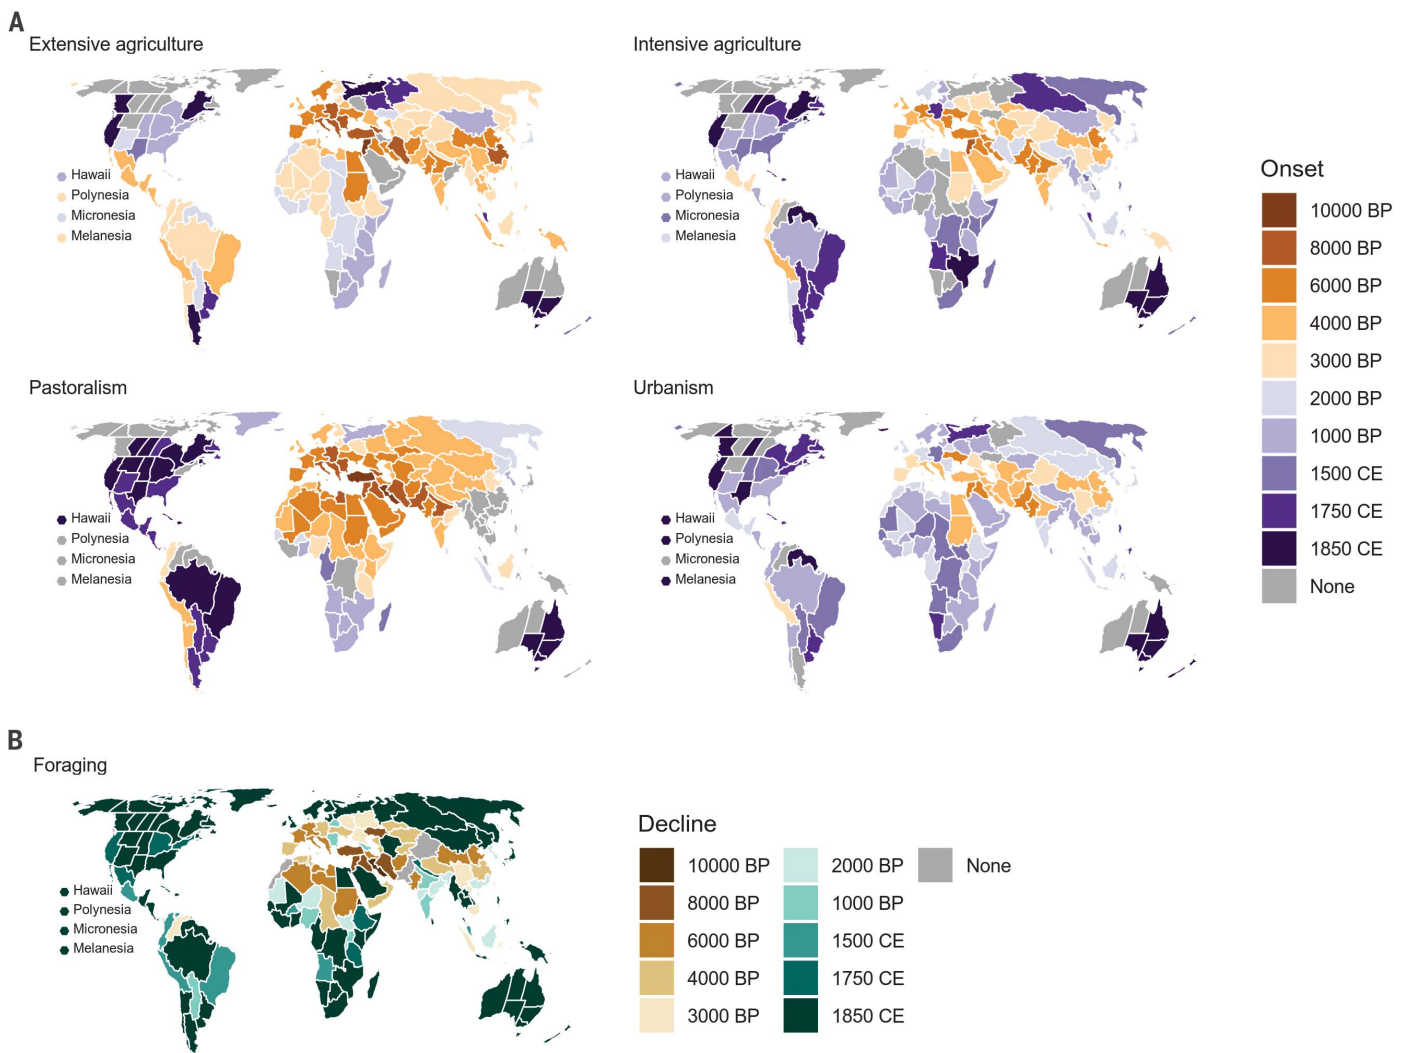 A
Extensive agriculture
Intensive agriculture
Hawaii
Polynesia
Micronesia
Melanesia
Hawaii
Polynesia
Micronesia
Melanesia
Pastoralism
Urbanism
Hawaii
Polynesia
Micronesia
Melanesia
Hawaii
Polynesia
Micronesia
Melanesia
Onset
10000 BP
8000 BP
6000 BP
4000 BP
3000 BP
2000 BP
1000 BP
1500 CE
1750 CE
1850 CE
None
B
Foraging
Hawaii
Polynesia
Micronesia
Melanesia
Decline
10000 BP
8000 BP
6000 BP
4000 BP
3000 BP
2000 BP
1000 BP
1500 CE
1750 CE
1850 CE
None